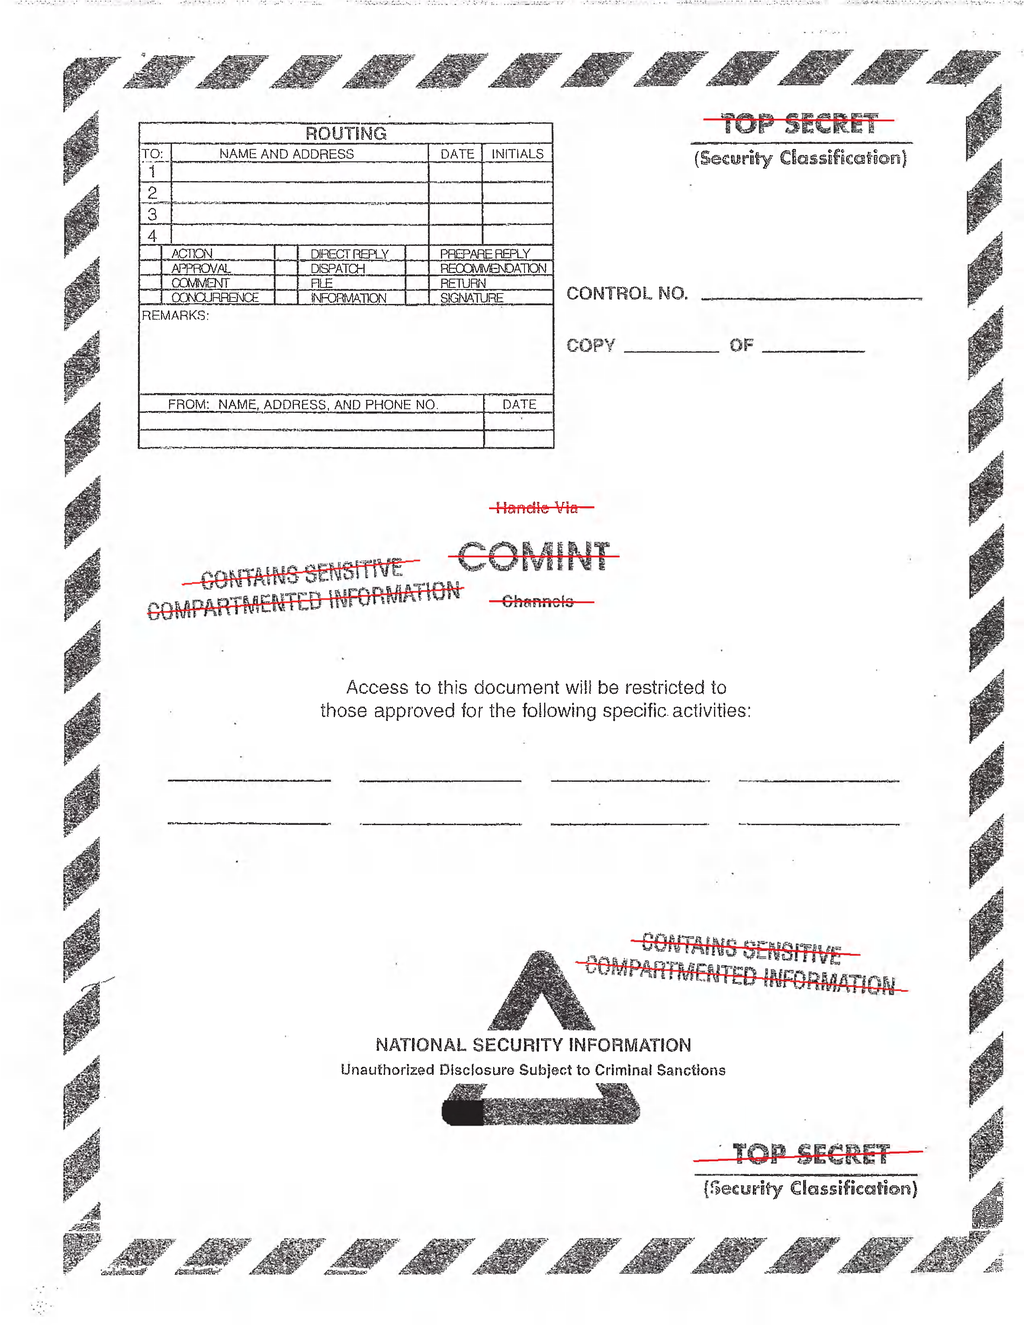 TOP SECRET
(Security Classification)
ROUTING
TO: NAME AND ADDRESS DATE INITIALS
1
2
3
4
ACTION DIRECT REPLY PREPARE REPLY
APPROVAL DISPATCH RECOMMENDATION
COMMENT FILE RETURN
CONCURRENCE INFORMATION SIGNATURE
REMARKS:
CONTROL NO.
COPY OF
FROM: NAME, ADDRESS, AND PHONE NO. DATE
Handle Via
COMINT
Channels
CONTAINS SENSITIVE
COMPARTMENTED INFORMATION
Access to this document will be restricted to
those approved for the following specific activities:
CONTAINS SENSITIVE
COMPARTMENTED INFORMATION
NATIONAL SECURITY INFORMATION
Unauthorized Disclosure Subject to Criminal Sanctions
TOP SECRET
(Security Classification)